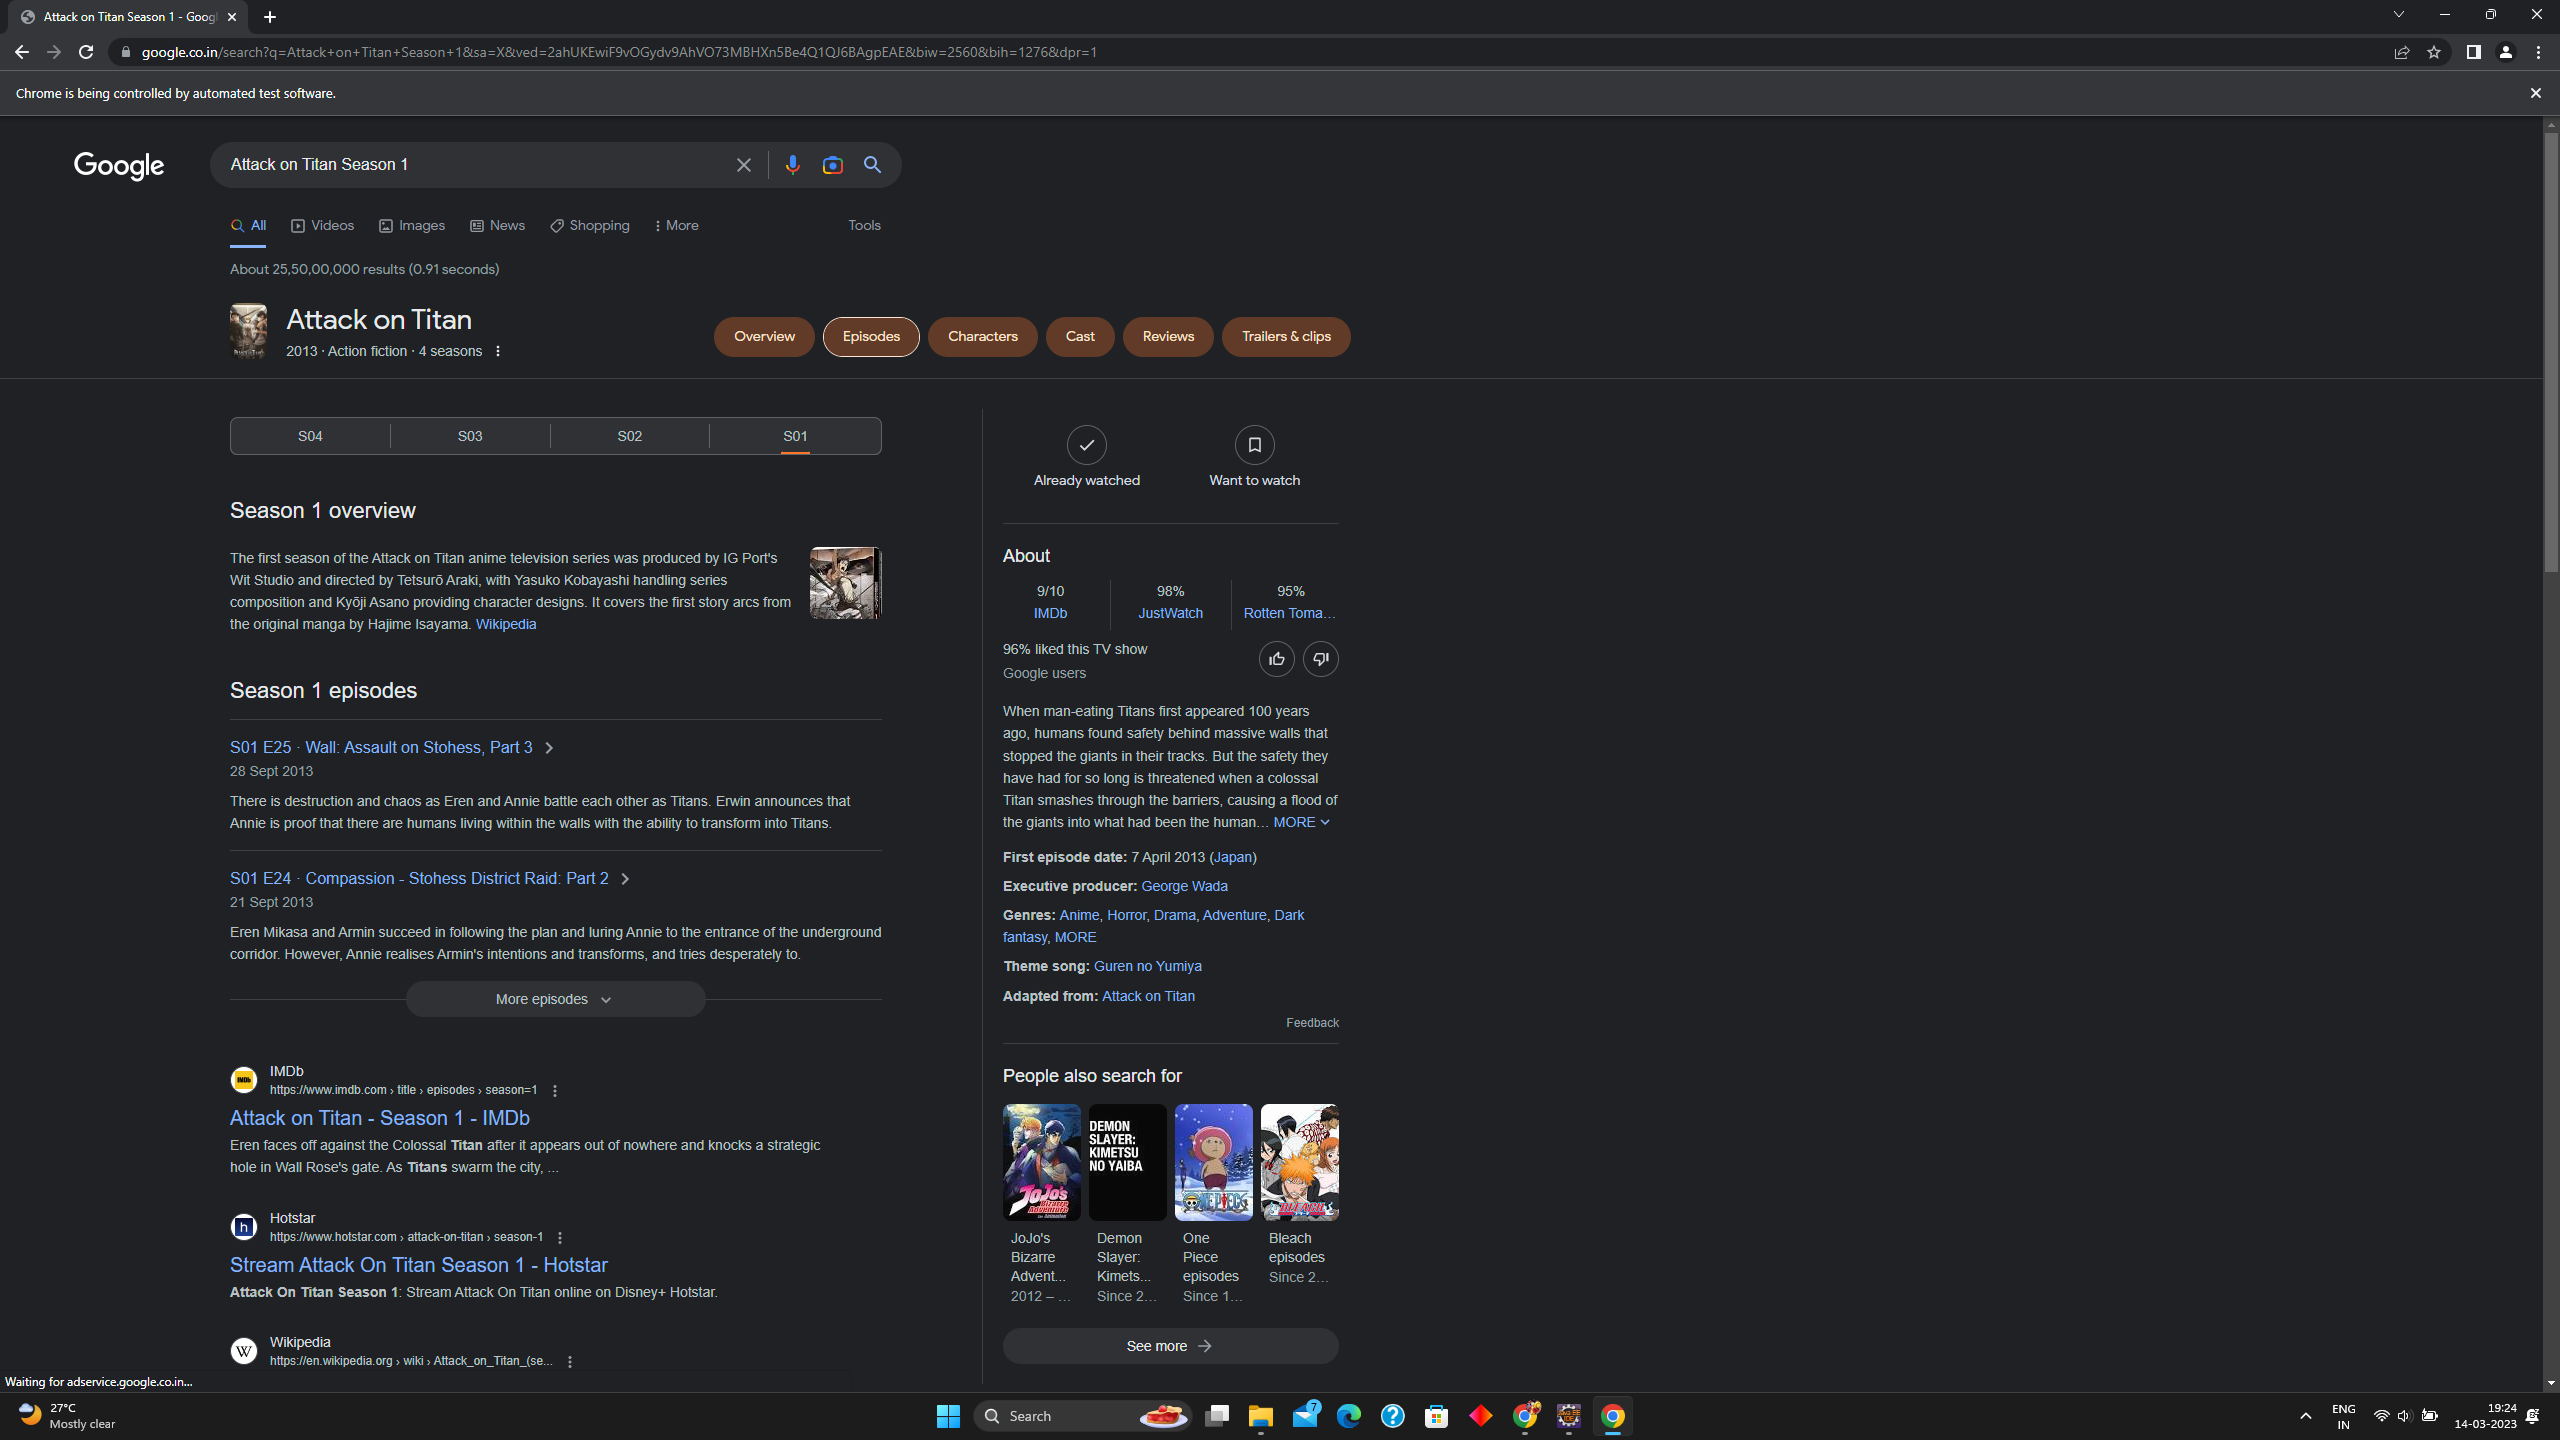 Attack on Titan Season 1 - Googl
google.co.in/search?q=Attack+on+Titan+Season+1&sa=X&ved=2ahUKEwiF9vOGydv9AhVO73MBHXn5Be4Q1QJ6BAgpEAE&biw=2560&bih=1276&dpr=1
Chrome is being controlled by automated test software.
Google
Attack on Titan Season 1
All
Videos
Images
News
Shopping
More
Tools
About 25,50,00,000 results (0.91 seconds)
Attack on Titan
2013 · Action fiction · 4 seasons
Overview
Episodes
Characters
Cast
Reviews
Trailers & clips
S04
S03
S02
S01
Season 1 overview
The first season of the Attack on Titan anime television series was produced by IG Port's
Wit Studio and directed by Tetsurō Araki, with Yasuko Kobayashi handling series
composition and Kyōji Asano providing character designs. It covers the first story arcs from
the original manga by Hajime Isayama. Wikipedia
Season 1 episodes
S01 E25 · Wall: Assault on Stohess, Part 3
28 Sept 2013
There is destruction and chaos as Eren and Annie battle each other as Titans. Erwin announces that
Annie is proof that there are humans living within the walls with the ability to transform into Titans.
S01 E24 · Compassion - Stohess District Raid: Part 2
21 Sept 2013
Eren Mikasa and Armin succeed in following the plan and luring Annie to the entrance of the underground
corridor. However, Annie realises Armin's intentions and transforms, and tries desperately to.
More episodes
IMDb
IMDb
https://www.imdb.com › title › episodes › season=1
Attack on Titan - Season 1 - IMDb
Eren faces off against the Colossal Titan after it appears out of nowhere and knocks a strategic
hole in Wall Rose's gate. As Titans swarm the city, ...
h
Hotstar
https://www.hotstar.com › attack-on-titan › season-1
Stream Attack On Titan Season 1 - Hotstar
Attack On Titan Season 1: Stream Attack On Titan online on Disney+ Hotstar.
W
Wikipedia
https://en.wikipedia.org › wiki › Attack_on_Titan_(se...
Already watched
Want to watch
About
9/10
IMDb
98%
JustWatch
95%
Rotten Toma...
96% liked this TV show
Google users
When man-eating Titans first appeared 100 years
ago, humans found safety behind massive walls that
stopped the giants in their tracks. But the safety they
have had for so long is threatened when a colossal
Titan smashes through the barriers, causing a flood of
the giants into what had been the human... MORE
First episode date: 7 April 2013 (Japan)
Executive producer: George Wada
Genres: Anime, Horror, Drama, Adventure, Dark
fantasy, MORE
Theme song: Guren no Yumiya
Adapted from: Attack on Titan
Feedback
People also search for
JoJo's
Bizarre
Adventure
DEMON
SLAYER:
KIMETSU
NO YAIBA
ONE PIECE
BLEACH
JoJo's
Bizarre
Advent...
2012 – ...
Demon
Slayer:
Kimets...
Since 2...
One
Piece
episodes
Since 1...
Bleach
episodes
Since 2...
See more
Waiting for adservice.google.co.in...
27°C
Mostly clear
Search
7
ENG
IN
19:24
14-03-2023